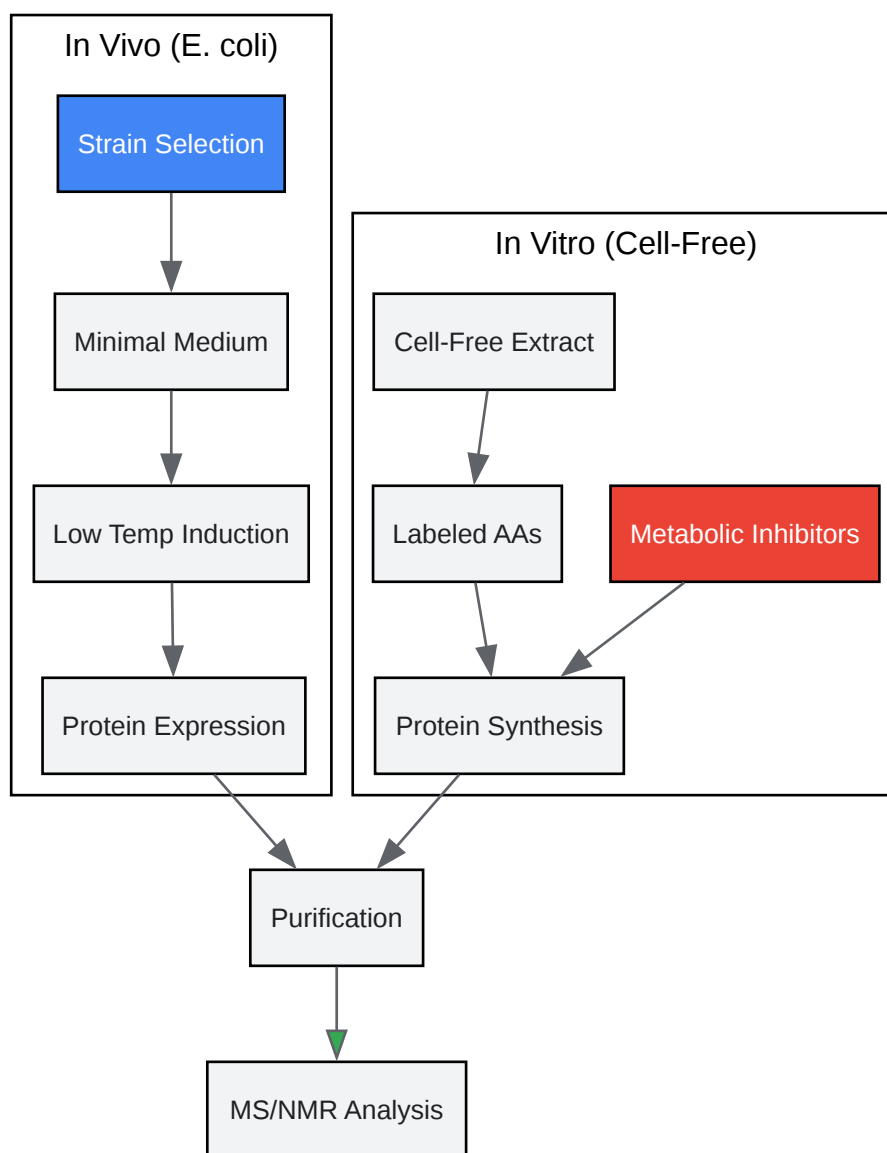 In Vivo (E. coli)
Strain Selection
Minimal Medium
Low Temp Induction
Protein Expression
In Vitro (Cell-Free)
Cell-Free Extract
Labeled AAs
Metabolic Inhibitors
Protein Synthesis
Purification
MS/NMR Analysis